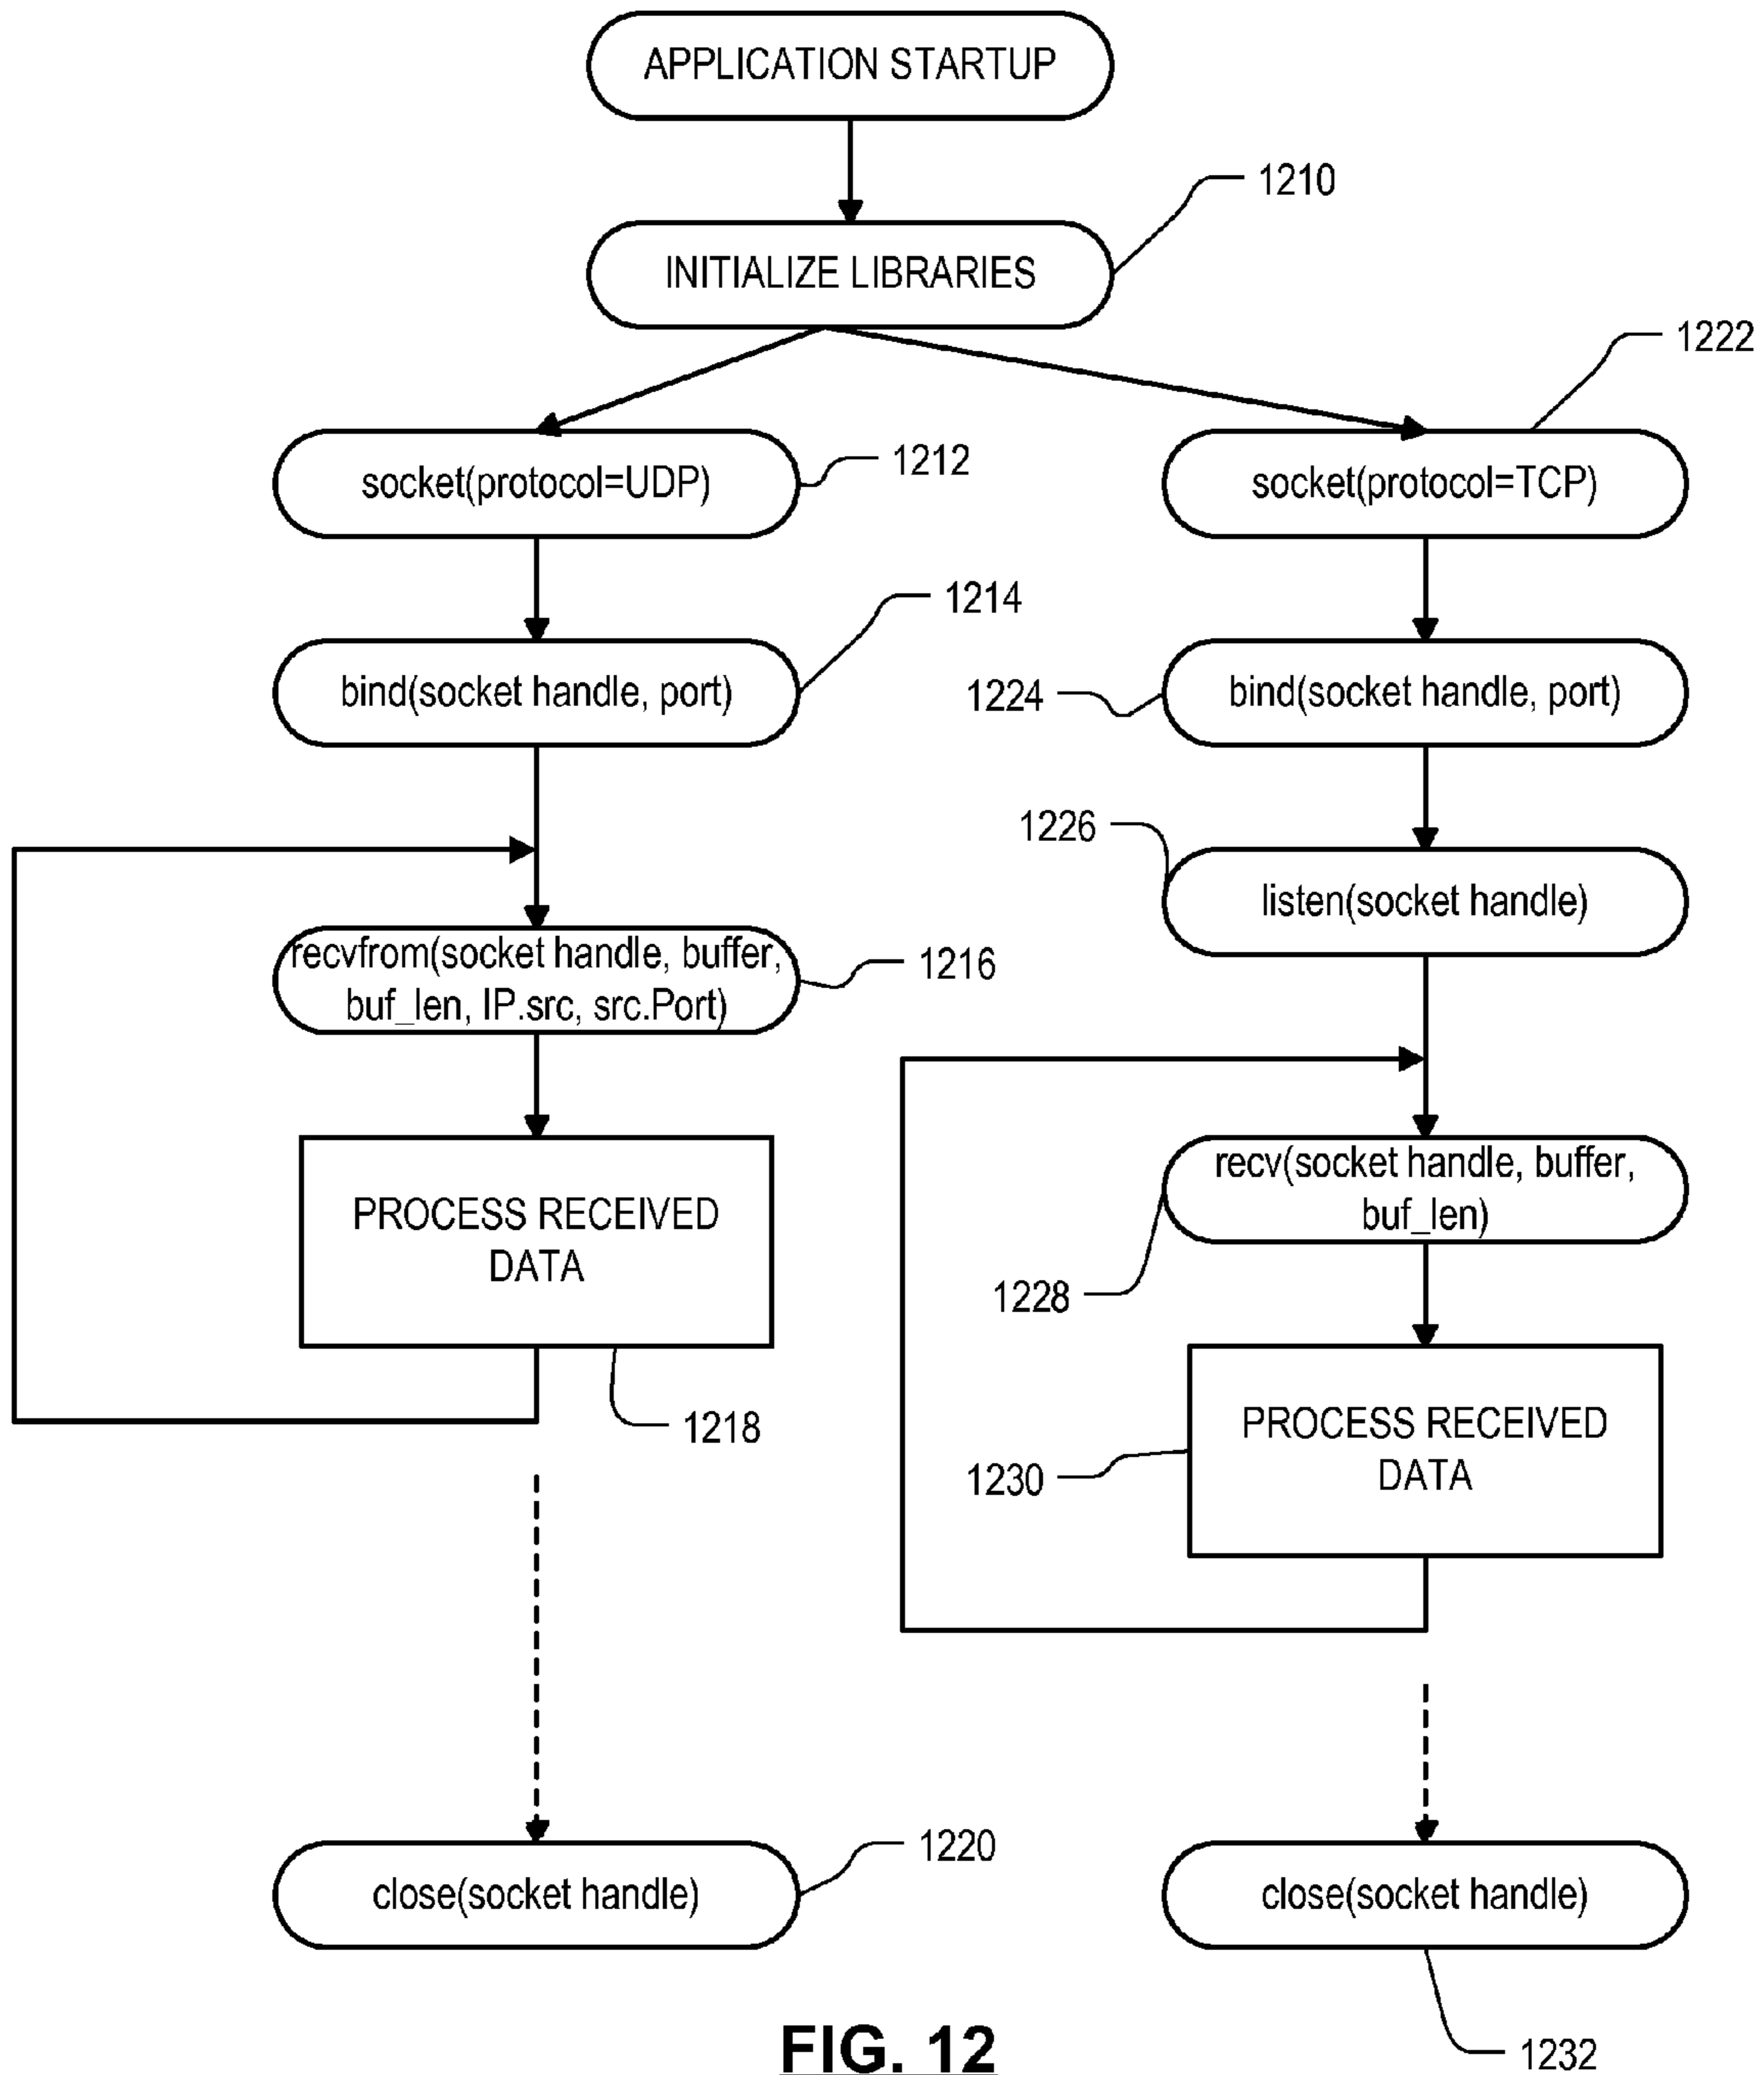 APPLICATION STARTUP
1210
INITIALIZE LIBRARIES
1222
1212
socket(protocol=UDP)
socket(protocol=TCP)
1214
bind(socket handle, port)
1224
bind(socket handle, port)
1226
listen(socket handle)
recvfrom(socket handle, buffer,
buf_len, IP.src, src.Port)
1216
recv(socket handle, buffer,
buf_len)
PROCESS RECEIVED
DATA
1228
1218
PROCESS RECEIVED
DATA
1230
1220
close(socket handle)
close(socket handle)
FIG. 12
1232